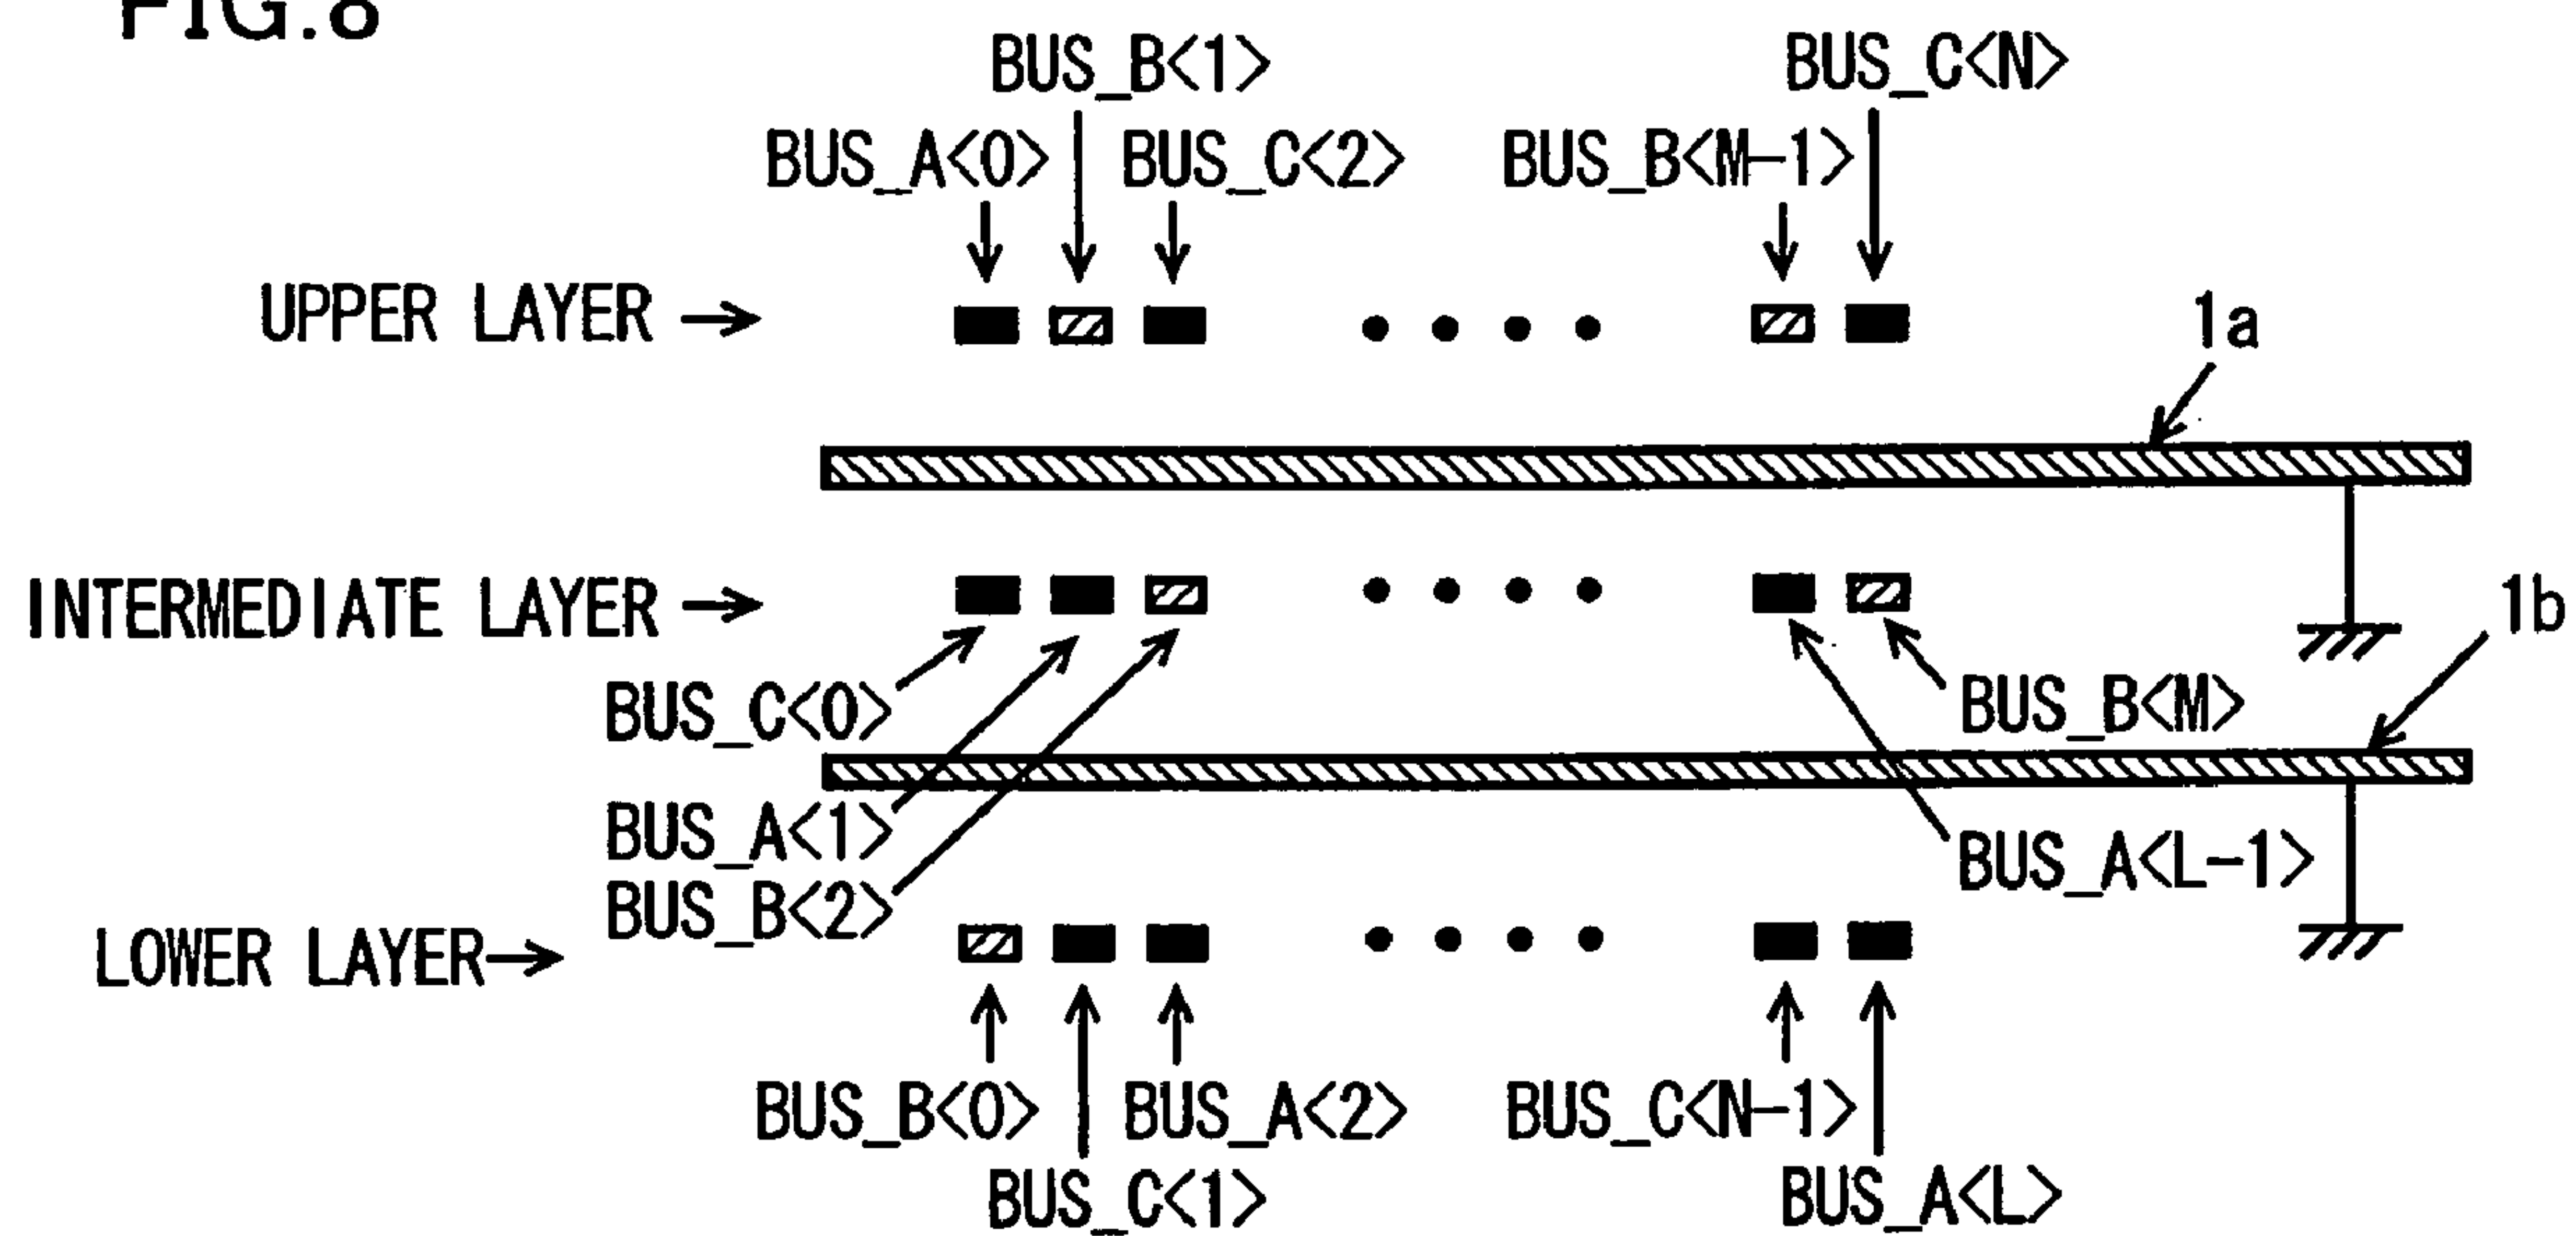 FIG.8
BUS_B<1>
BUS_C<N>
BUS_A<0>
BUS_C<2>
BUS_B<M-1>
UPPER LAYER
1a
INTERMEDIATE LAYER
1b
BUS_C<0>
BUS_B<M>
BUS_A<1>
BUS_A<L-1>
BUS_B<2>
LOWER LAYER
BUS_B<0>
BUS_A<2>
BUS_C<N-1>
BUS_C<1>
BUS_A<L>